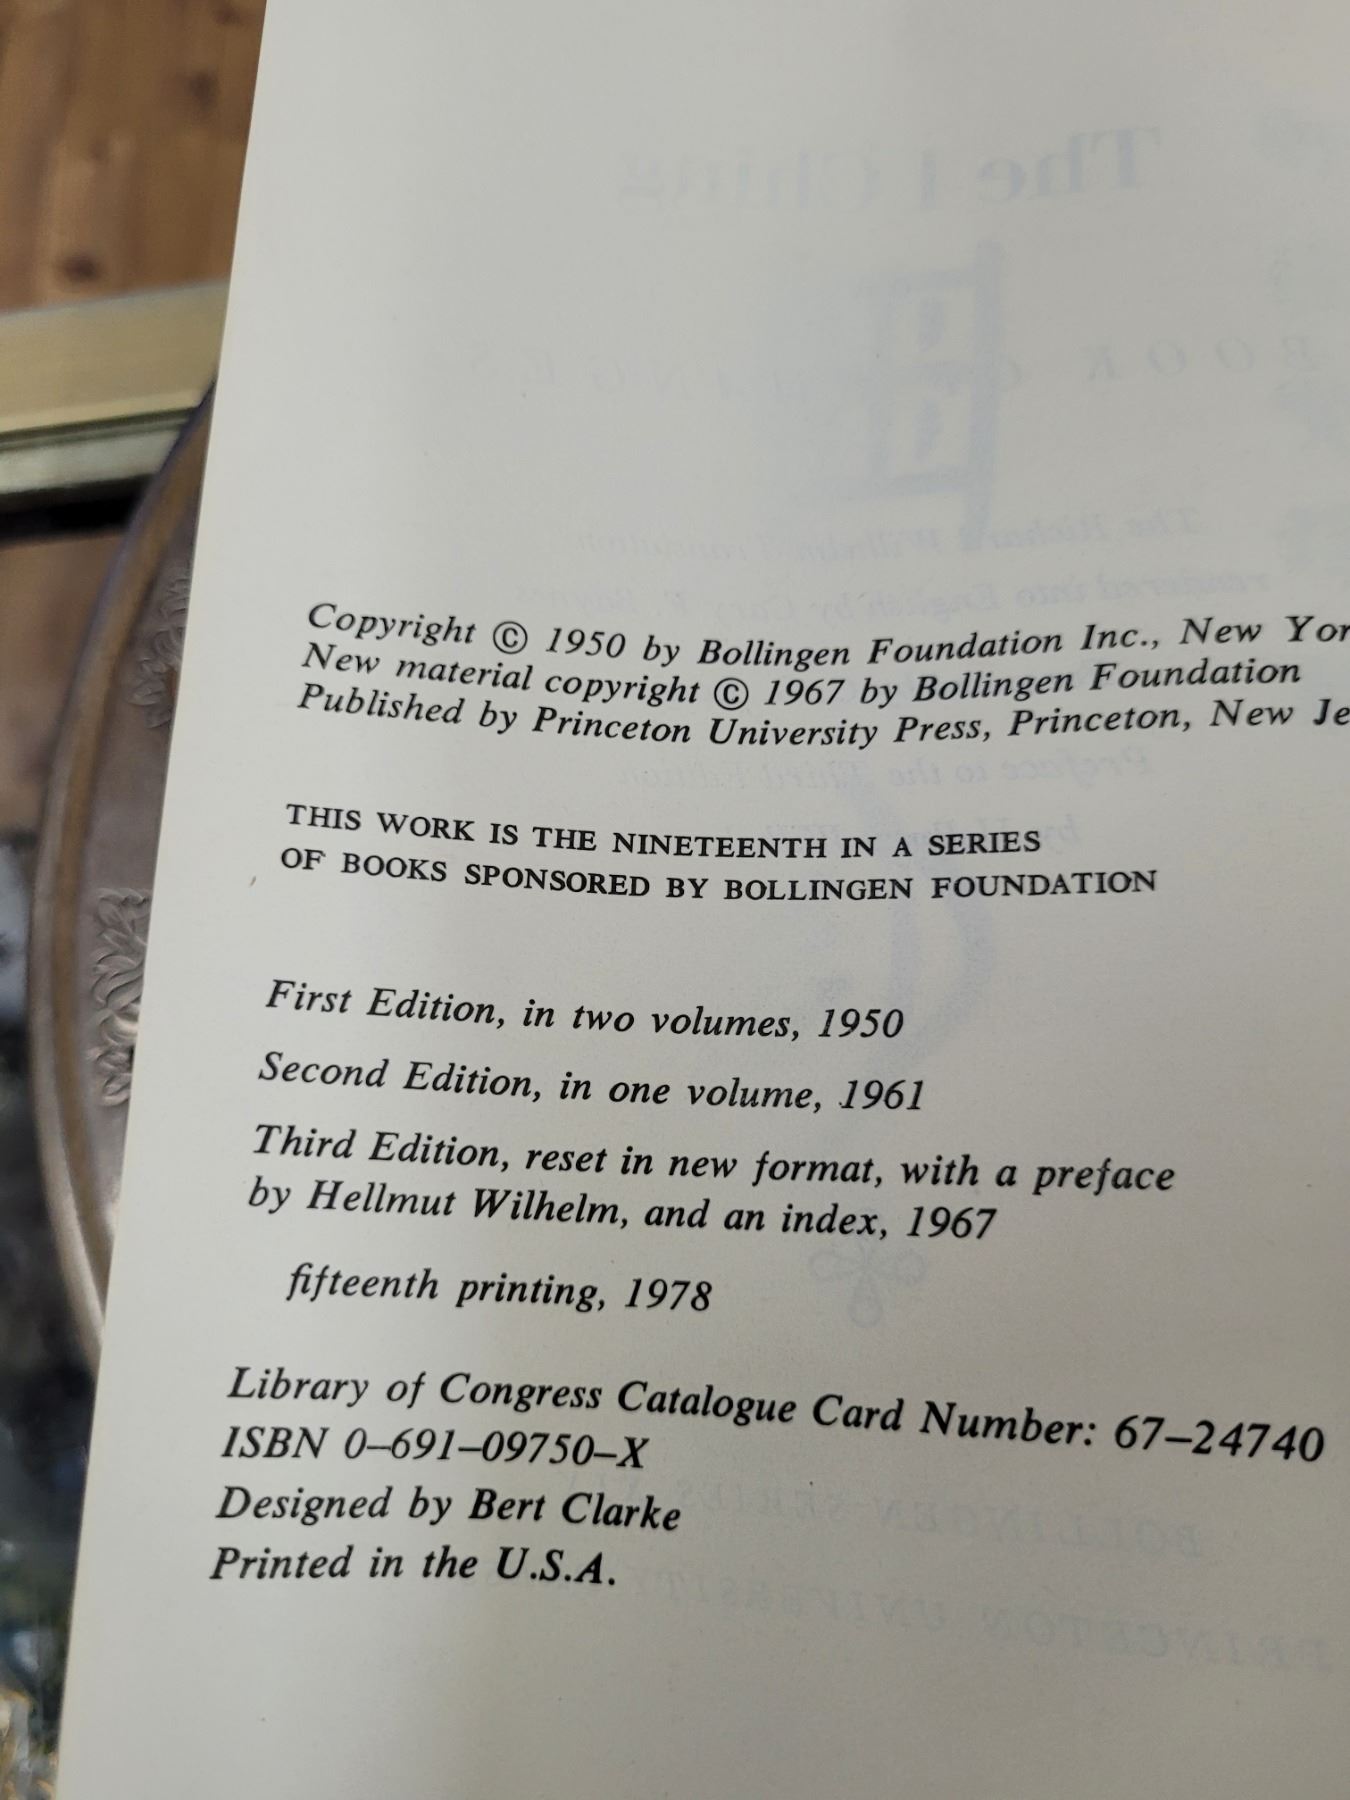 Copyright © 1950 by Bollingen Foundation Inc., New Yor
New material copyright © 1967 by Bollingen Foundation
Published by Princeton University Press, Princeton, New Je
THIS WORK IS THE NINETEENTH IN A SERIES
OF BOOKS SPONSORED BY BOLLINGEN FOUNDATION
First Edition, in two volumes, 1950
Second Edition, in one volume, 1961
Third Edition, reset in new format, with a preface
by Hellmut Wilhelm, and an index, 1967
fifteenth printing, 1978
Library of Congress Catalogue Card Number: 67–24740
ISBN 0–691–09750–X
Designed by Bert Clarke
Printed in the U.S.A.